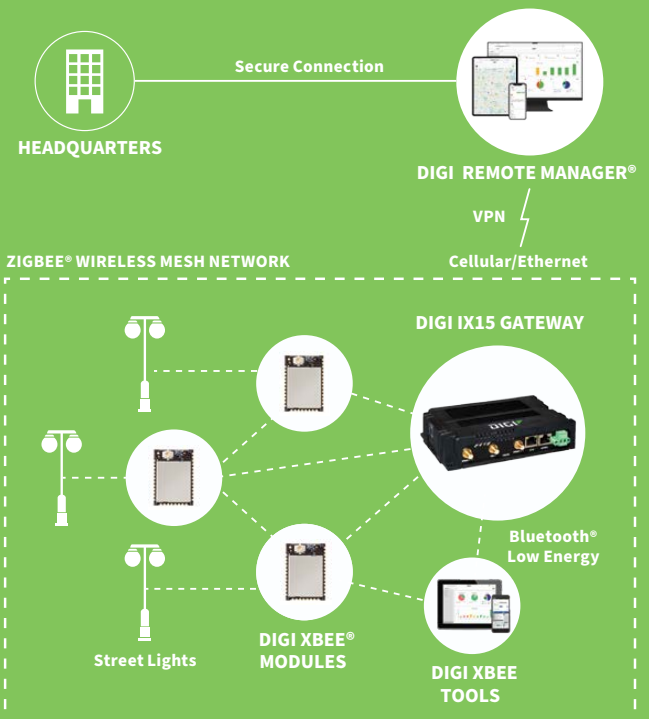 Secure Connection
HEADQUARTERS
DIGI REMOTE MANAGER®
VPN
Cellular/Ethernet
ZIGBEE® WIRELESS MESH NETWORK
DIGI IX15 GATEWAY
DIGI
Bluetooth®
Low Energy
DIGI XBEE®
MODULES
Street Lights
DIGI XBEE
TOOLS